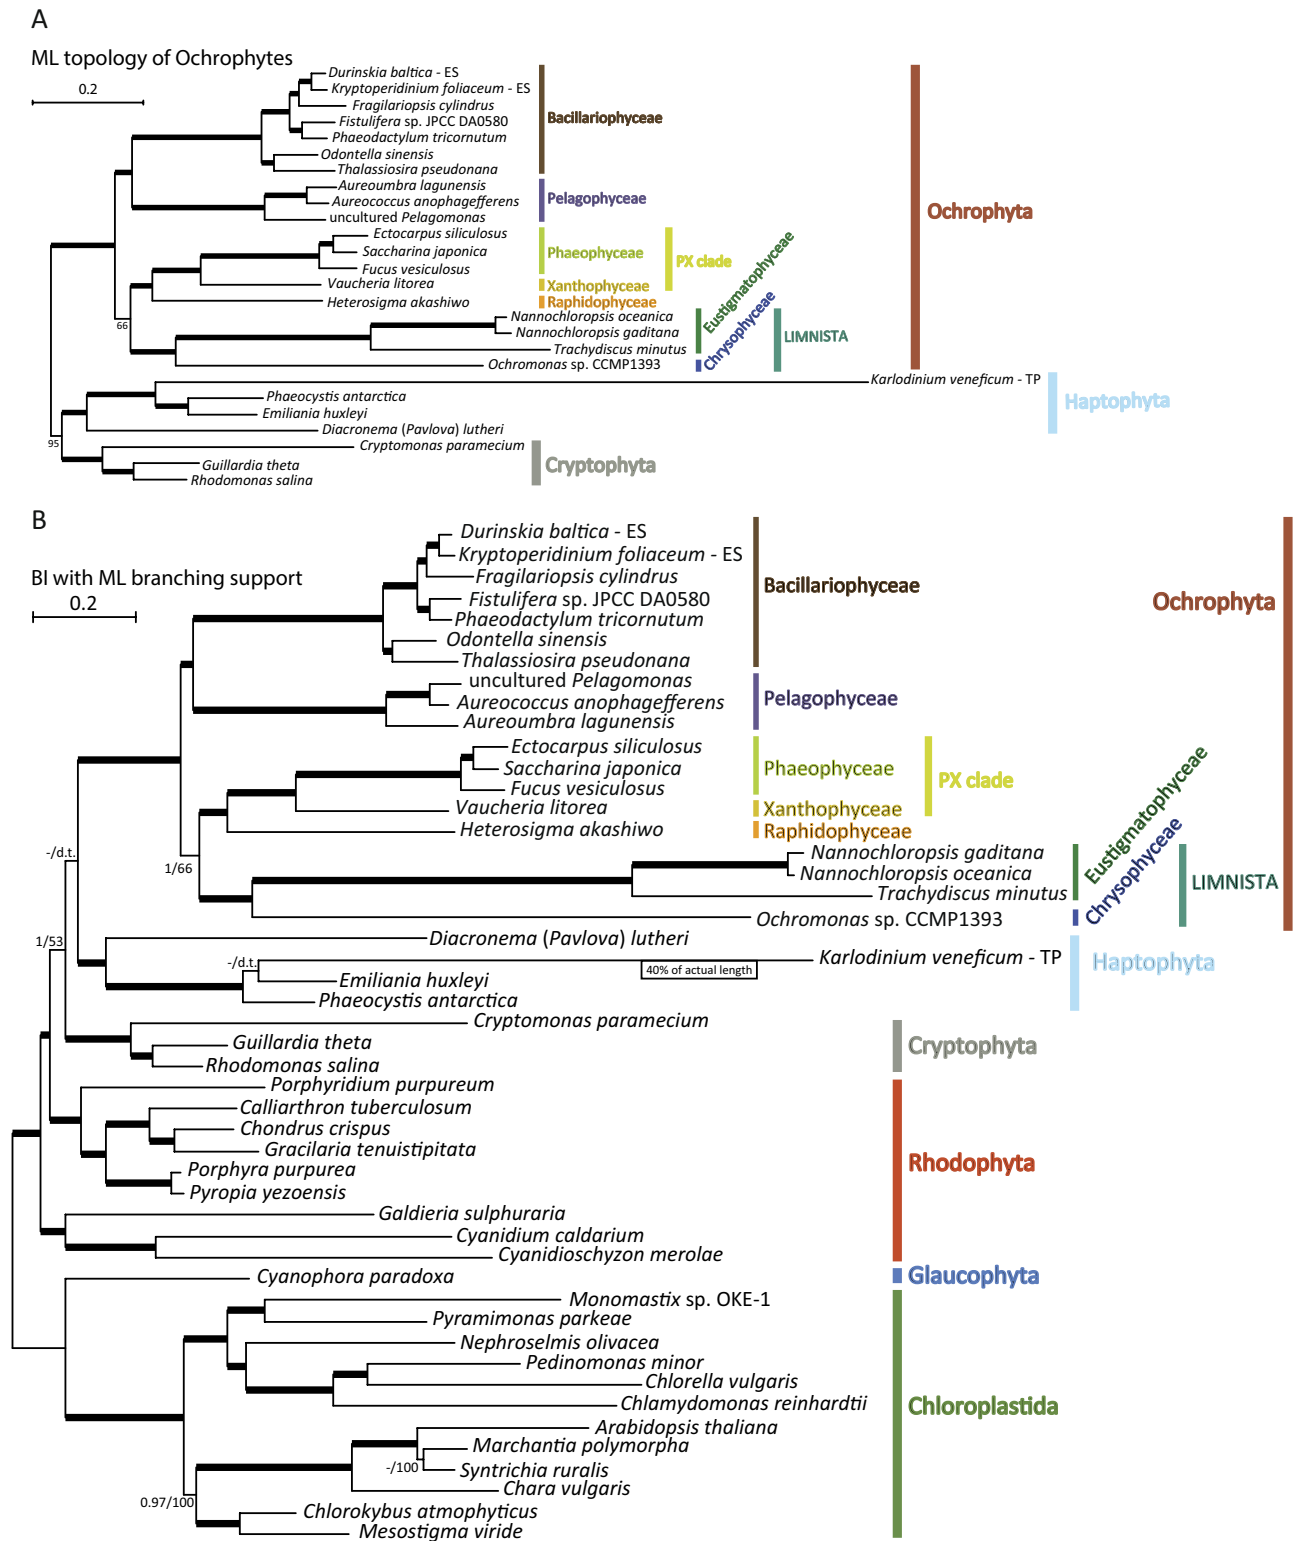 A
ML topology of Ochrophytes
0.2
Durinskia baltica - ES
Kryptoperidinium foliaceum - ES
Fragilariopsis cylindrus
Fistulifera sp. JPCC DA0580
Phaeodactylum tricornutum
Odontella sinensis
Thalassiosira pseudonana
Bacillariophyceae
Aureoumbra lagunensis
Aureococcus anophagefferens
uncultured Pelagomonas
Pelagophyceae
Ectocarpus siliculosus
Saccharina japonica
Fucus vesiculosus
Phaeophyceae
PX clade
Vaucheria litorea
Xanthophyceae
Heterosigma akashiwo
Raphidophyceae
66
Nannochloropsis oceanica
Nannochloropsis gaditana
Trachydiscus minutus
Eustigmatophyceae
Ochromonas sp. CCMP1393
Chrysophyceae
LIMNISTA
Ochrophyta
Karlodinium veneficum - TP
Phaeocystis antarctica
Emiliania huxleyi
Diacronema (Pavlova) lutheri
Haptophyta
95
Cryptomonas paramecium
Guillardia theta
Rhodomonas salina
Cryptophyta
B
BI with ML branching support
0.2
Durinskia baltica - ES
Kryptoperidinium foliaceum - ES
Fragilariopsis cylindrus
Fistulifera sp. JPCC DA0580
Phaeodactylum tricornutum
Odontella sinensis
Thalassiosira pseudonana
Bacillariophyceae
Ochrophyta
uncultured Pelagomonas
Aureococcus anophagefferens
Aureoumbra lagunensis
Pelagophyceae
Ectocarpus siliculosus
Saccharina japonica
Fucus vesiculosus
Phaeophyceae
PX clade
Vaucheria litorea
Xanthophyceae
Heterosigma akashiwo
Raphidophyceae
-/d.t.
1/66
Nannochloropsis gaditana
Nannochloropsis oceanica
Trachydiscus minutus
Eustigmatophyceae
Ochromonas sp. CCMP1393
Chrysophyceae
LIMNISTA
1/53
Diacronema (Pavlova) lutheri
-/d.t.
Karlodinium veneficum - TP
40% of actual length
Emiliania huxleyi
Phaeocystis antarctica
Haptophyta
Cryptomonas paramecium
Guillardia theta
Rhodomonas salina
Cryptophyta
Porphyridium purpureum
Calliarthron tuberculosum
Chondrus crispus
Gracilaria tenuistipitata
Porphyra purpurea
Pyropia yezoensis
Galdieria sulphuraria
Cyanidium caldarium
Cyanidioschyzon merolae
Rhodophyta
Cyanophora paradoxa
Glaucophyta
Monomastix sp. OKE-1
Pyramimonas parkeae
Nephroselmis olivacea
Pedinomonas minor
Chlorella vulgaris
Chlamydomonas reinhardtii
Chloroplastida
Arabidopsis thaliana
Marchantia polymorpha
-/100
Syntrichia ruralis
Chara vulgaris
0.97/100
Chlorokybus atmophyticus
Mesostigma viride